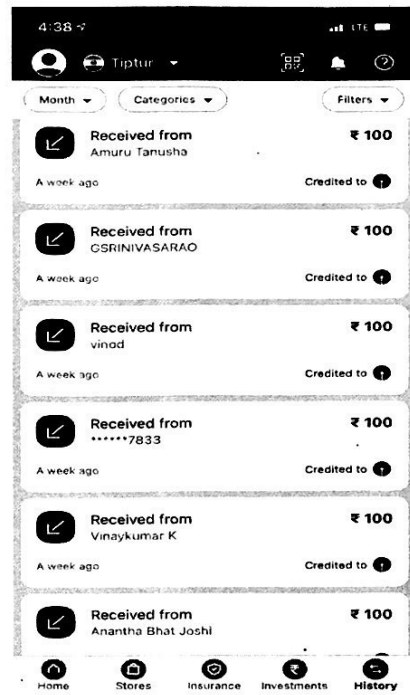 4:38
LTE
Tiptur
Month
Categories
Filters
Received from
₹ 100
Amuru Tanusha
A week ago
Credited to
Received from
₹ 100
GSRINIVASARAO
A week ago
Credited to
Received from
₹ 100
vinod
A week ago
Credited to
Received from
₹ 100
******7833
A week ago
Credited to
Received from
₹ 100
Vinaykumar K
A week ago
Credited to
Received from
₹ 100
Anantha Bhat Joshi
Home
Stores
Insurance
Investments
History